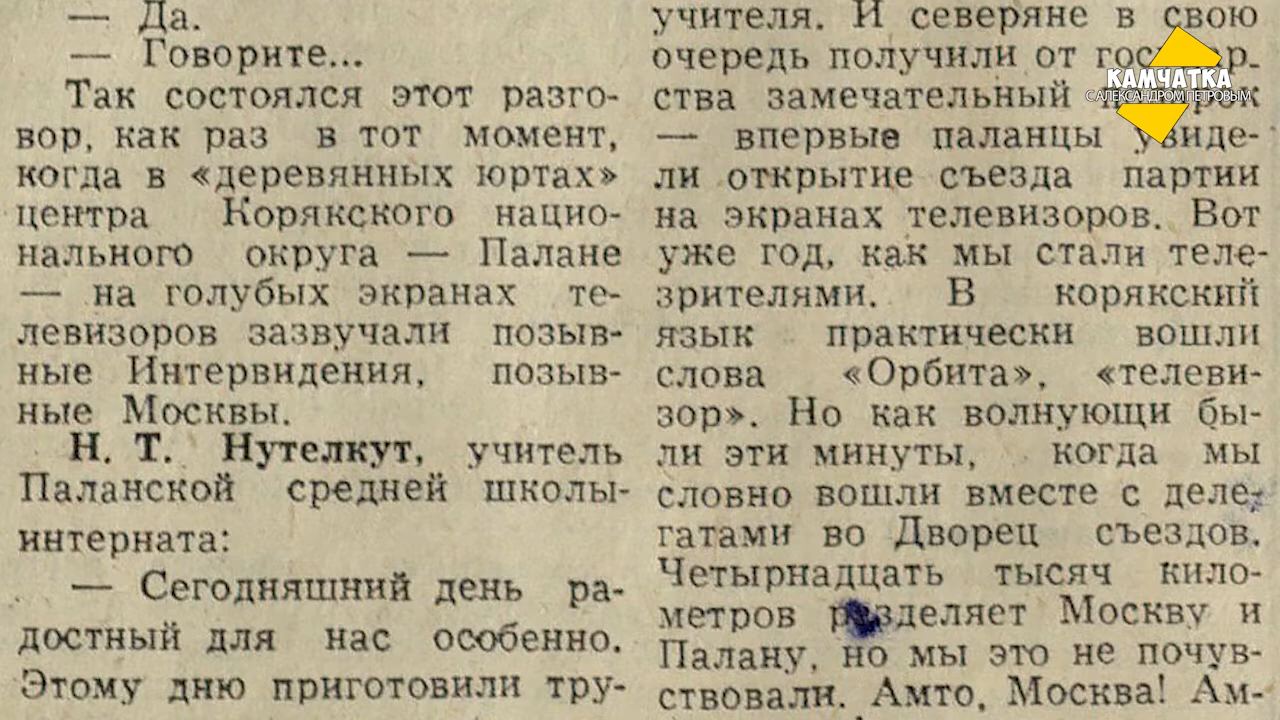 — Да.
— Говорите...
Так состоялся этот разго-
вор, как раз в тот момент,
когда в «деревянных юртах»
центра Корякского нацио-
нального округа — Палане
— на голубых экранах те-
левизоров зазвучали позыв-
ные Интервидения, позыв-
ные Москвы.
Н. Т. Нутелкут, учитель
Паланской средней школы-
интерната:
— Сегодняшний день ра-
достный для нас особенно.
Этому дню приготовили тру-
учителя. И северяне в свою
очередь получили от
ства замечательный
— впервые паланцы увиде-
ли открытие съезда партии
на экранах телевизоров. Вот
уже год, как мы стали теле-
зрителями. В корякский
язык практически вошли
слова «Орбита», «телеви-
зор». Но как волнующи бы-
ли эти минуты, когда мы
словно вошли вместе с деле-
гатами во Дворец съездов.
Четырнадцать тысяч кило-
метров разделяет Москву и
Палану, но мы это не почув-
ствовали. Амто, Москва! Ам-
КАМЧАТКА
С АЛЕКСАНДРОМ ПЕТРОВЫМ